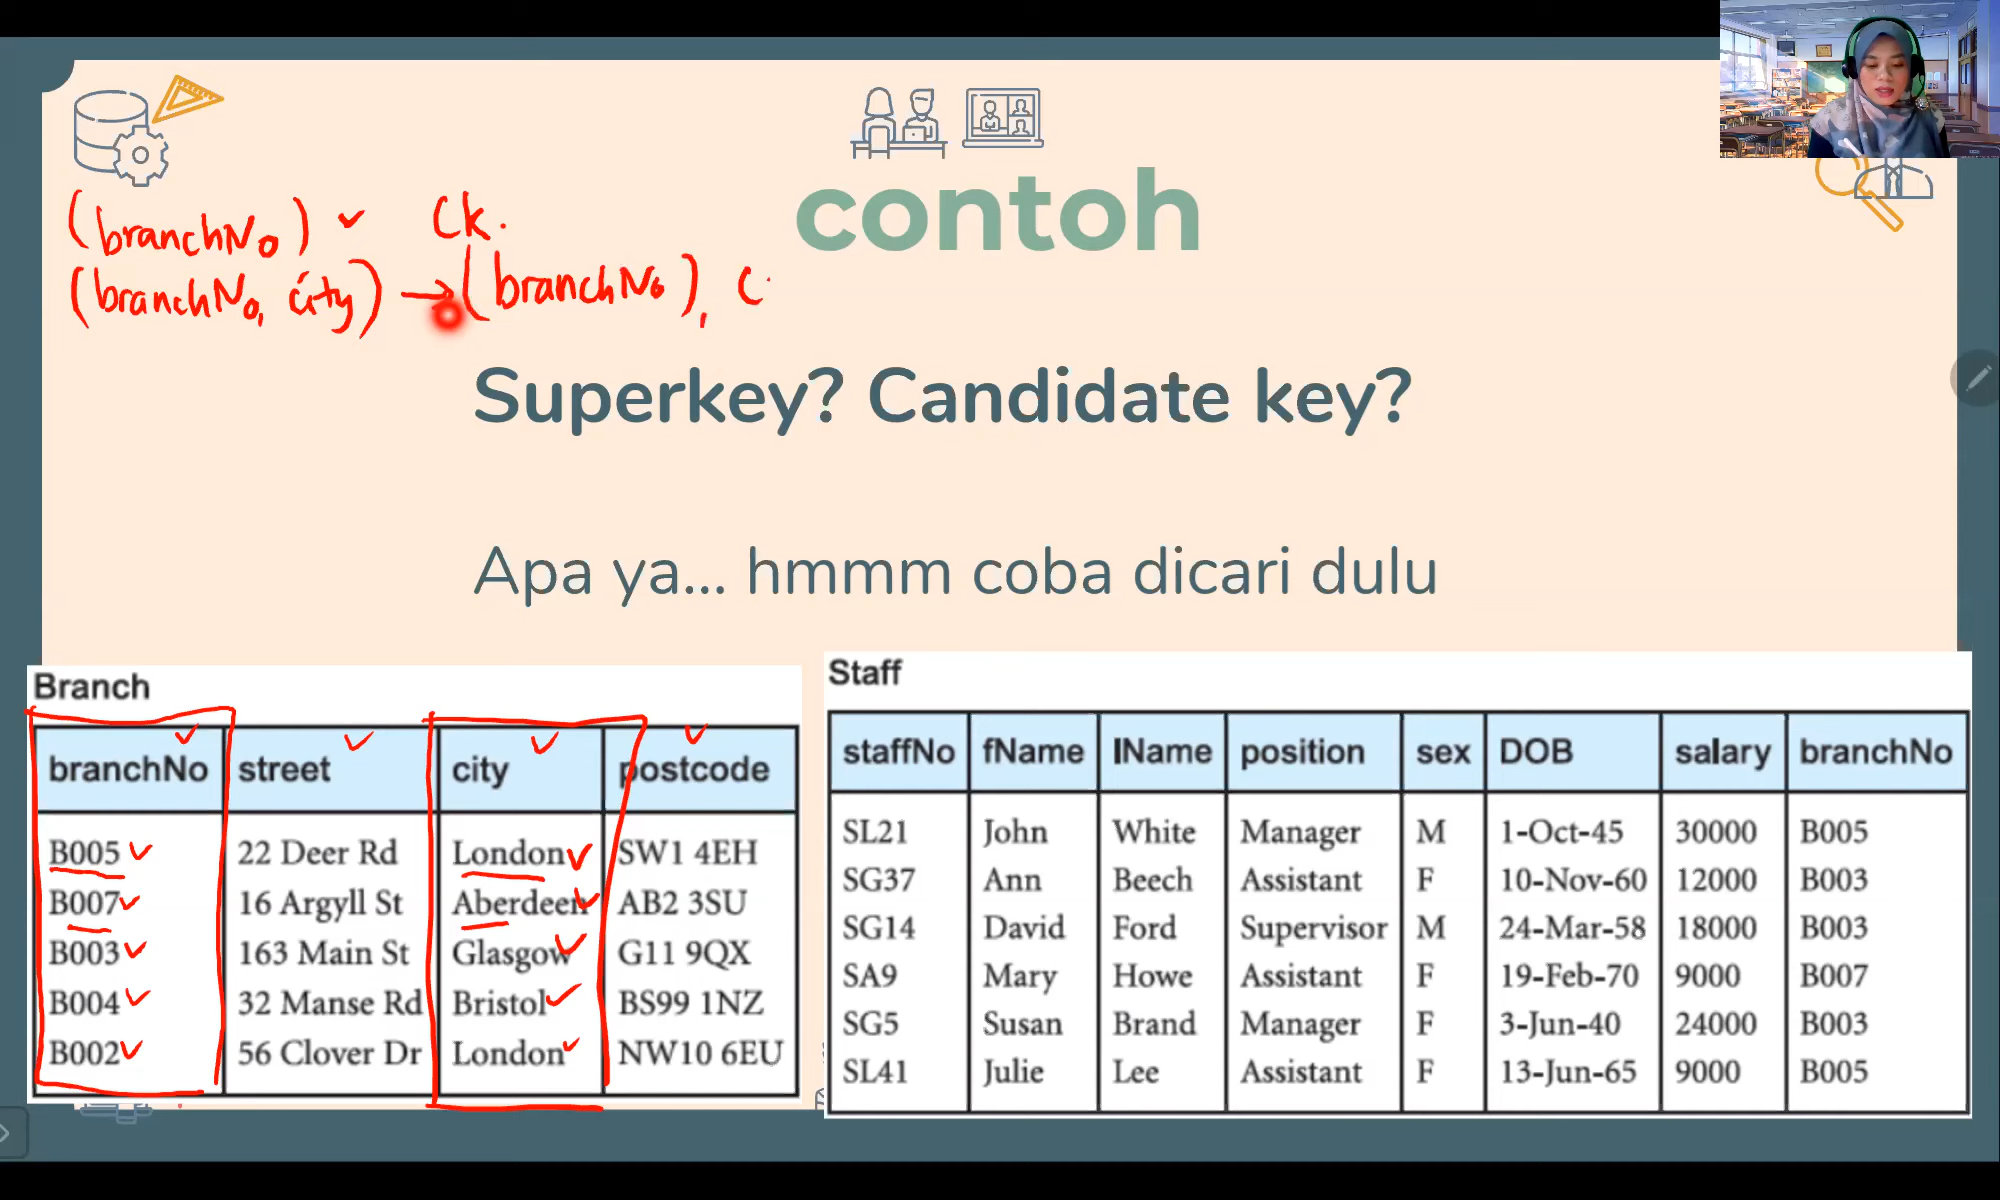 contoh
(branchNo) ✓ Ck.
(branchNo, city) → (branchNo), C
Superkey? Candidate key?
Apa ya... hmmm coba dicari dulu
Branch
branchNo street city postcode
B005 22 Deer Rd London SW1 4EH
B007 16 Argyll St Aberdeen AB2 3SU
B003 163 Main St Glasgow G11 9QX
B004 32 Manse Rd Bristol BS99 1NZ
B002 56 Clover Dr London NW10 6EU
Staff
staffNo fName lName position sex DOB salary branchNo
SL21 John White Manager M 1-Oct-45 30000 B005
SG37 Ann Beech Assistant F 10-Nov-60 12000 B003
SG14 David Ford Supervisor M 24-Mar-58 18000 B003
SA9 Mary Howe Assistant F 19-Feb-70 9000 B007
SG5 Susan Brand Manager F 3-Jun-40 24000 B003
SL41 Julie Lee Assistant F 13-Jun-65 9000 B005